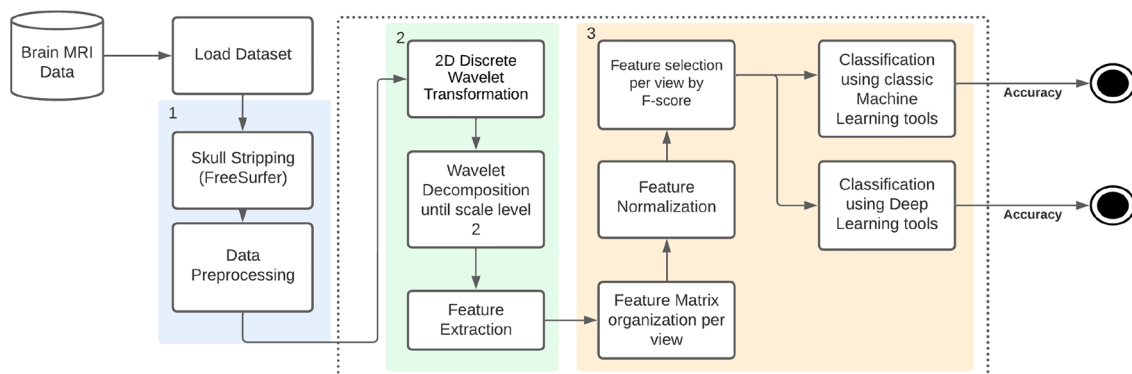 Brain MRI
Data
Load Dataset
1
Skull Stripping
(FreeSurfer)
Data
Preprocessing
2
2D Discrete
Wavelet
Transformation
Wavelet
Decomposition
until scale level
2
Feature
Extraction
3
Feature selection
per view by
F-score
Feature
Normalization
Feature Matrix
organization per
view
Classification
using classic
Machine
Learning tools
Classification
using Deep
Learning tools
Accuracy
Accuracy